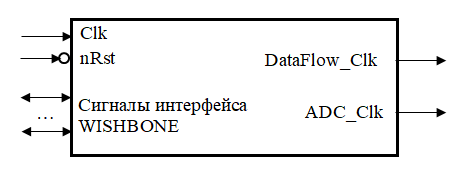 Clk
nRst
DataFlow_Clk
Сигналы интерфейса
ADC_Clk
...
WISHBONE